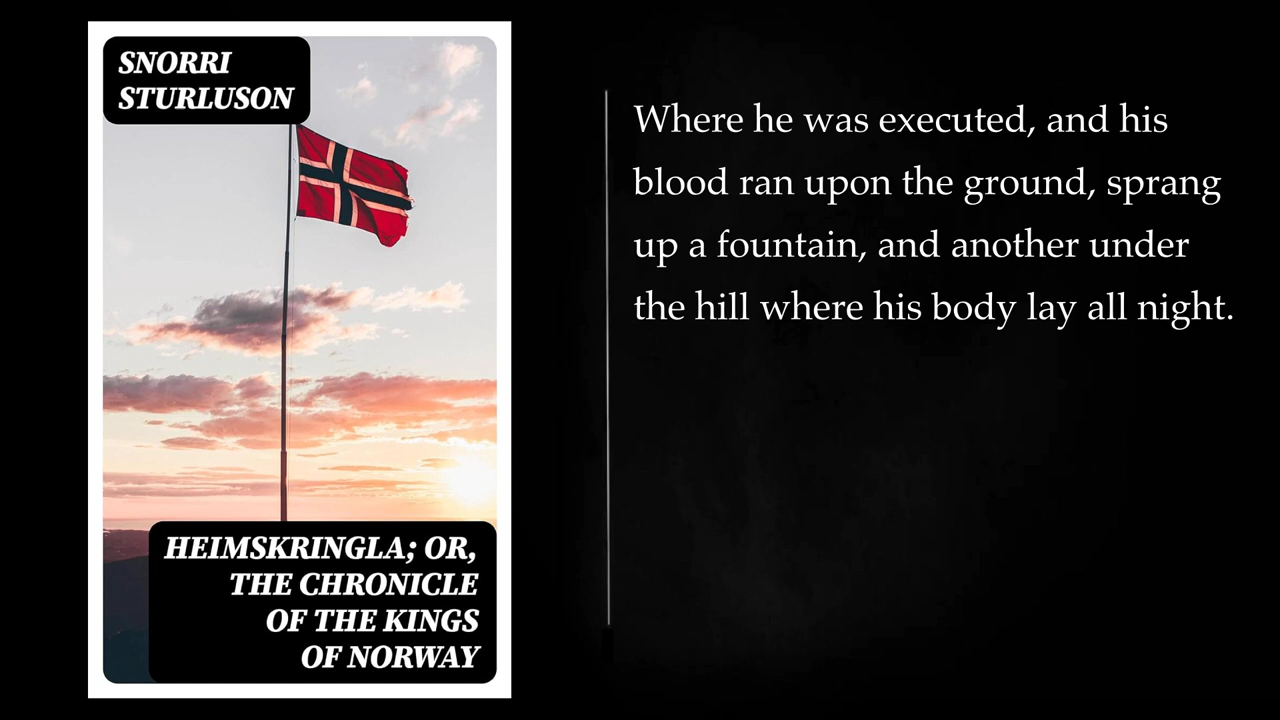 SNORRI
STURLUSON
HEIMSKRINGLA; OR,
THE CHRONICLE
OF THE KINGS
OF NORWAY
Where he was executed, and his
blood ran upon the ground, sprang
up a fountain, and another under
the hill where his body lay all night.